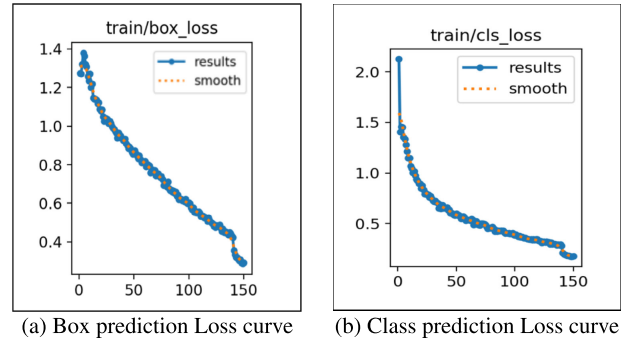 train/box_loss
1.4
1.2
1.0
0.8
0.6
0.4
0 50 100 150
results
smooth
(a) Box prediction Loss curve
train/cls_loss
2.0
1.5
1.0
0.5
0 50 100 150
results
smooth
(b) Class prediction Loss curve